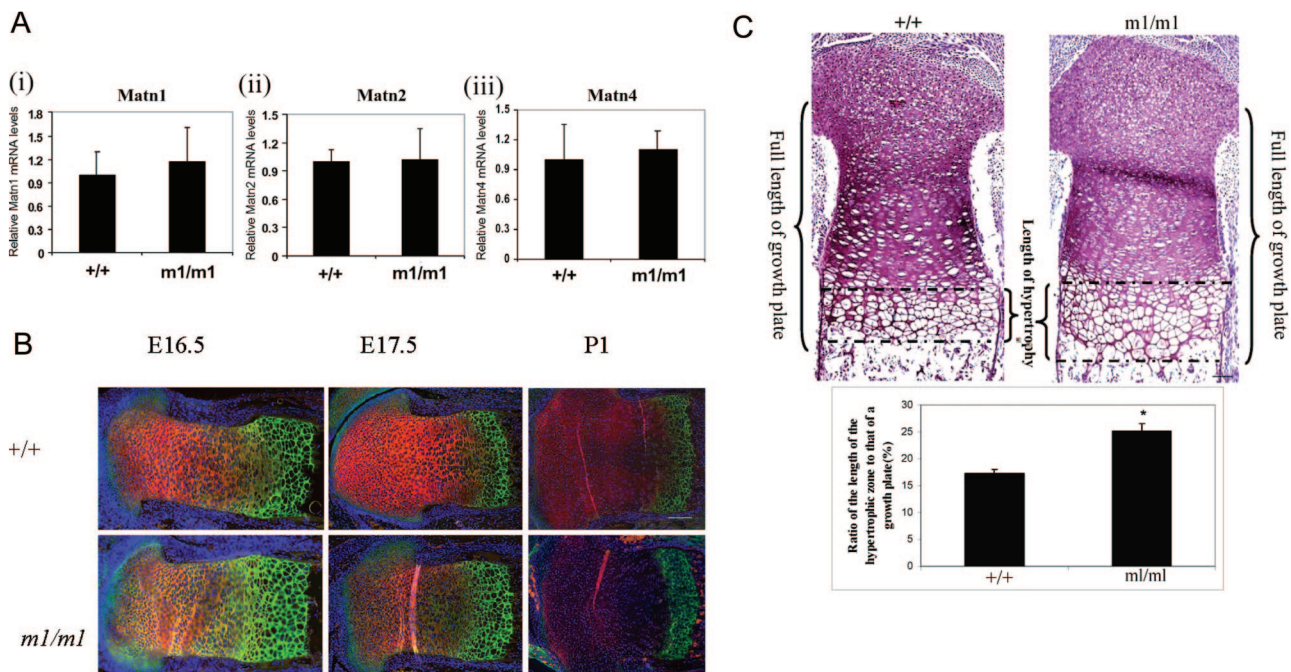 A
(i)
Matn1
Relative Matn1 mRNA levels
1.8
1.5
1.2
0.9
0.6
0.3
0
+/+
m1/m1
(ii)
Matn2
Relative Matn2 mRNA levels
1.5
1.2
0.9
0.6
0.3
0
+/+
m1/m1
(iii)
Matn4
Relative Matn4 mRNA levels
1.5
1.2
0.9
0.6
0.3
0
+/+
m1/m1
B
E16.5
E17.5
P1
+/+
m1/m1
C
+/+
m1/m1
Full length of growth plate
Length of hypertrophy
Full length of growth plate
Ratio of the length of the
hypertrophic zone to that of a
growth plate(%)
30
25
20
15
10
5
0
*
+/+
ml/ml